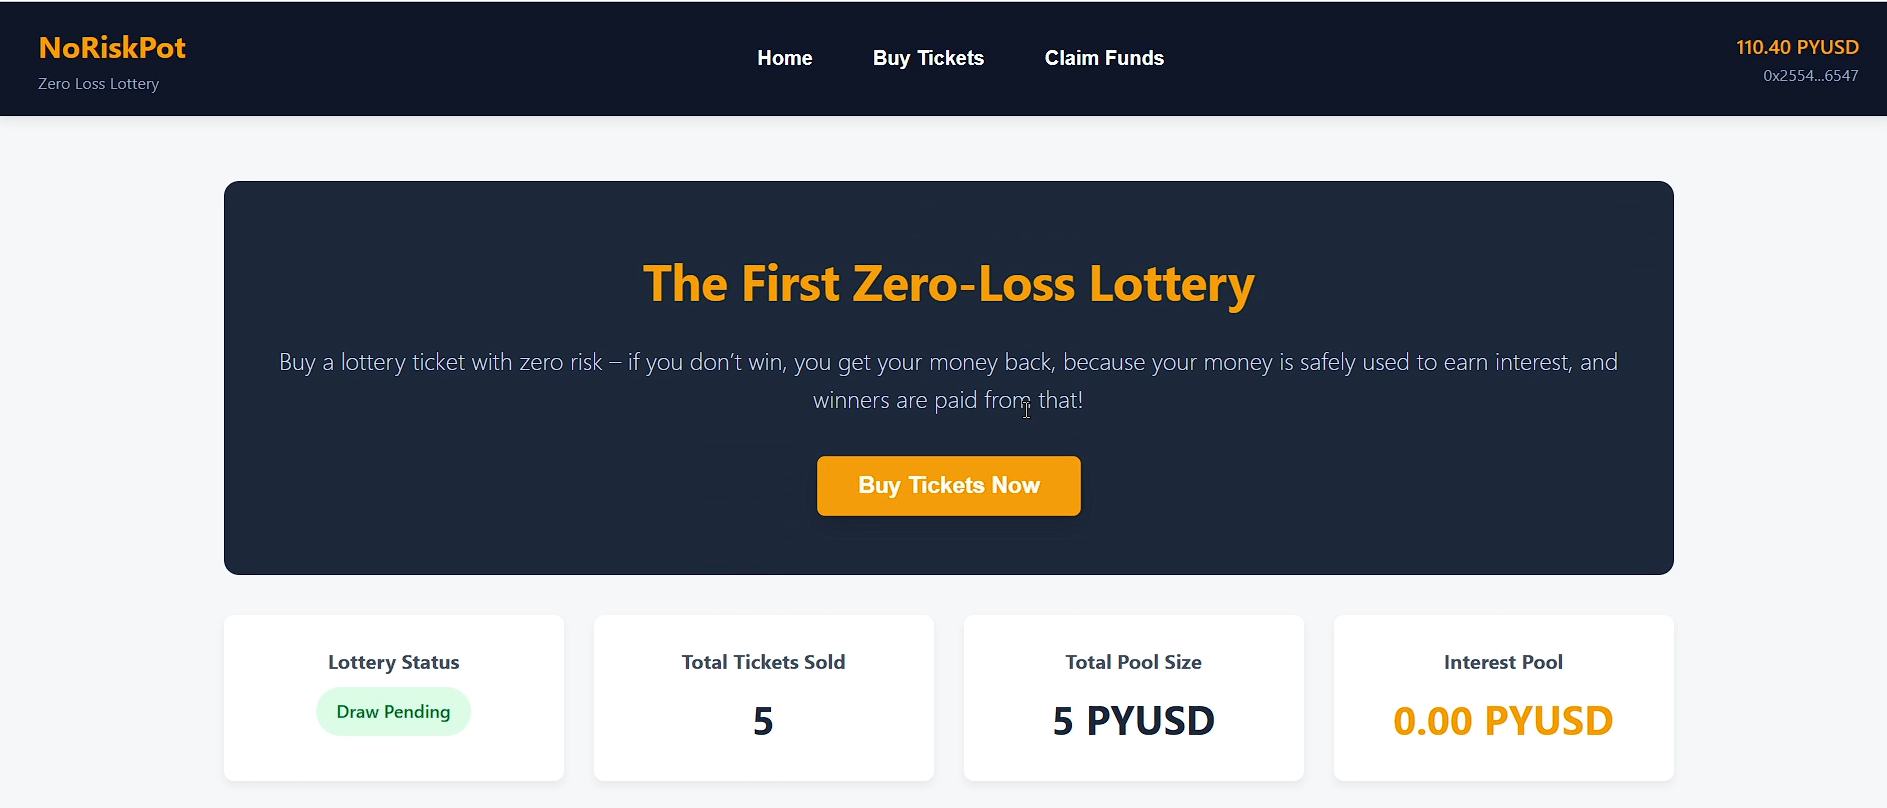 NoRiskPot
Zero Loss Lottery
Home
Buy Tickets
Claim Funds
110.40 PYUSD
0x2554...6547
The First Zero-Loss Lottery
Buy a lottery ticket with zero risk – if you don’t win, you get your money back, because your money is safely used to earn interest, and
winners are paid from that!
Buy Tickets Now
Lottery Status
Draw Pending
Total Tickets Sold
5
Total Pool Size
5 PYUSD
Interest Pool
0.00 PYUSD